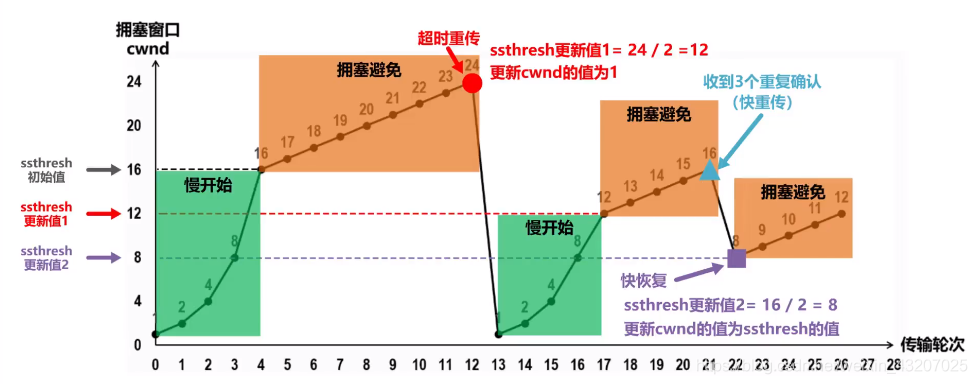 拥塞窗口
cwnd
超时重传
ssthresh更新值1= 24 / 2 =12
更新cwnd的值为1
拥塞避免
24
24
23
22
21
20
19
18
17
16
收到3个重复确认
（快重传）
20
拥塞避免
ssthresh
初始值
16
慢开始
16
15
14
13
12
拥塞避免
12
11
10
9
8
ssthresh
更新值1
12
慢开始
8
8
ssthresh
更新值2
8
快恢复
ssthresh更新值2= 16 / 2 = 8
更新cwnd的值为ssthresh的值
4
4
4
2
2
0
传输轮次
0 1 2 3 4 5 6 7 8 9 10 11 12 13 14 15 16 17 18 19 20 21 22 23 24 25 26 27 28